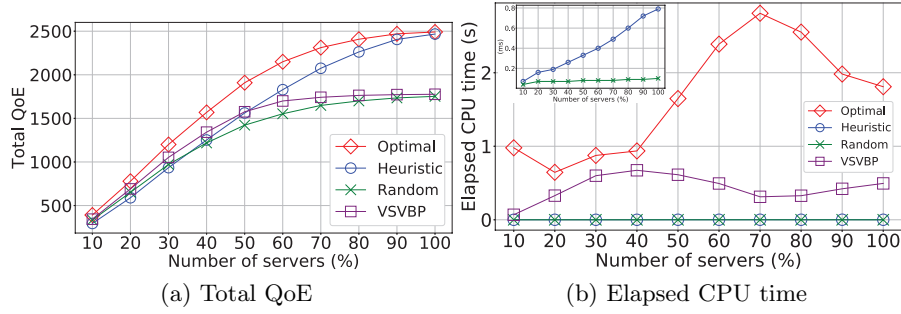 2500
2000
1500
1000
500
Total QoE
Optimal
Heuristic
Random
VSVBP
10 20 30 40 50 60 70 80 90 100
Number of servers (%)
(a) Total QoE
0,8
0,6
0,4
0,2
(ms)
10 20 30 40 50 60 70 80 90 100
Number of servers (%)
2
1
0
Elapsed CPU time (s)
Optimal
Heuristic
Random
VSVBP
10 20 30 40 50 60 70 80 90 100
Number of servers (%)
(b) Elapsed CPU time